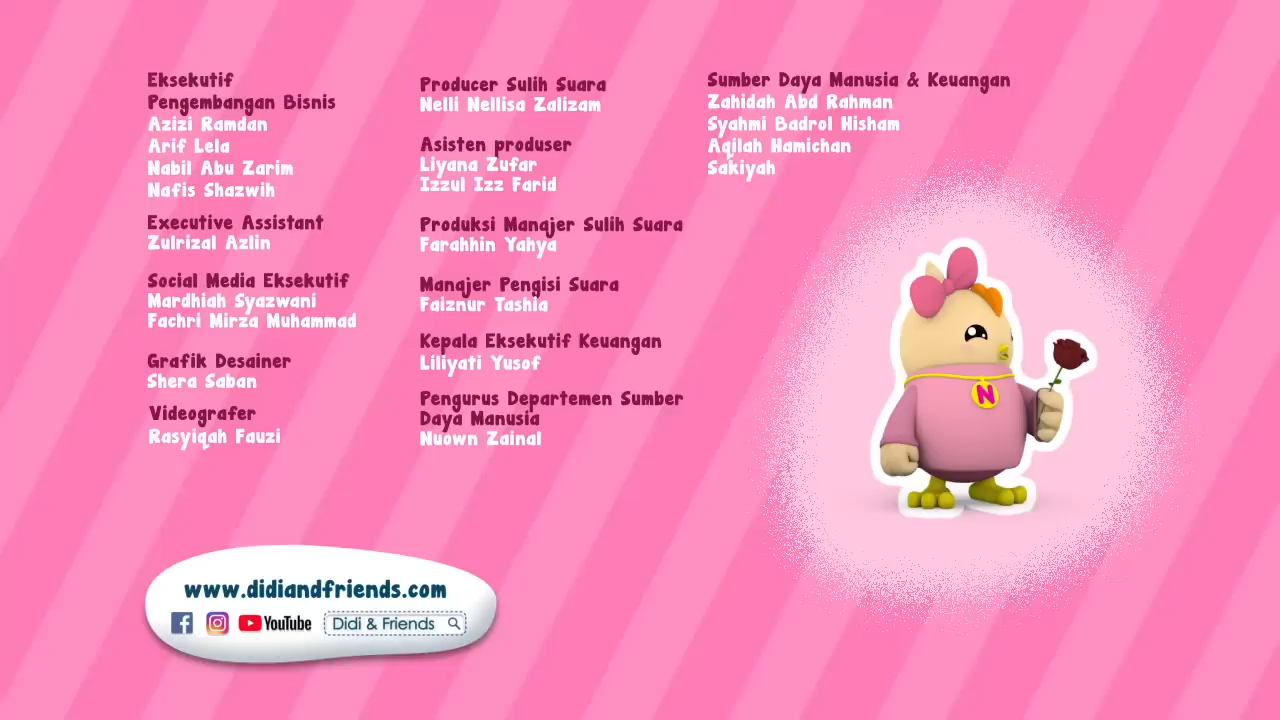 Eksekutif
Pengembangan Bisnis
Azizi Ramdan
Arif Lela
Nabil Abu Zarim
Nafis Shazwih
Executive Assistant
Zulrizal Azlin
Social Media Eksekutif
Mardhiah Syazwani
Fachri Mirza Muhammad
Grafik Desainer
Shera Saban
Videografer
Rasyiqah Fauzi
Producer Sulih Suara
Nelli Nellisa Zalizam
Asisten produser
Liyana Zufar
Izzul Izz Farid
Produksi Manajer Sulih Suara
Farahhin Yahya
Manajer Pengisi Suara
Faiznur Tashia
Kepala Eksekutif Keuangan
Liliyati Yusof
Pengurus Departemen Sumber
Daya Manusia
Nuown Zainal
Sumber Daya Manusia & Keuangan
Zahidah Abd Rahman
Syahmi Badrol Hisham
Aqilah Hamichan
Sakiyah
N
www.didiandfriends.com
YouTube Didi & Friends